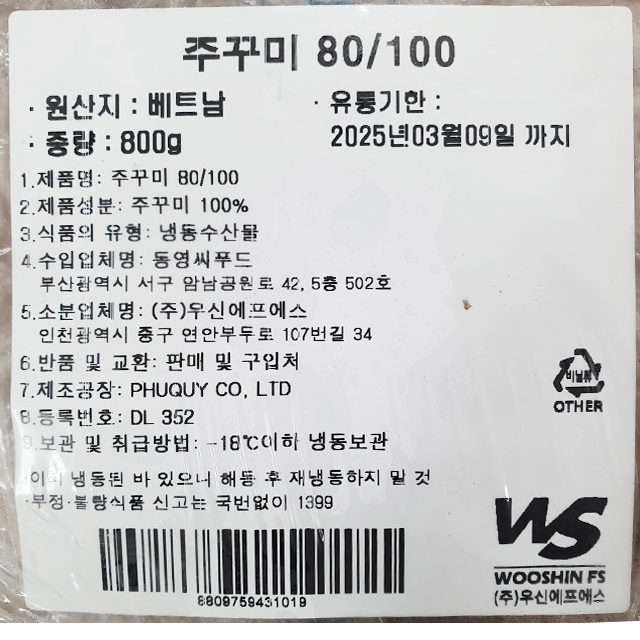 주꾸미 80/100
· 원산지 : 베트남
· 유통기한 :
· 중량 : 800g
2025년03월09일 까지
1.제품명: 주꾸미 80/100
2.제품성분: 주꾸미 100%
3.식품의 유형: 냉동수산물
4.수입업체명: 동영씨푸드
부산광역시 서구 암남공원로 42, 5층 502호
5.소분업체명: (주)우신에프에스
인천광역시 중구 연안부두로 107번길 34
6.반품 및 교환: 판매 및 구입처
7.제조공장: PHUQUY CO, LTD
8.등록번호: DL 352
9.보관 및 취급방법: -18℃이하 냉동보관
·이미 냉동된 바 있으니 해동 후 재냉동하지 말 것
·부정·불량식품 신고는 국번없이 1399
비닐류
OTHER
WS
WOOSHIN FS
(주)우신에프에스
8809759431019